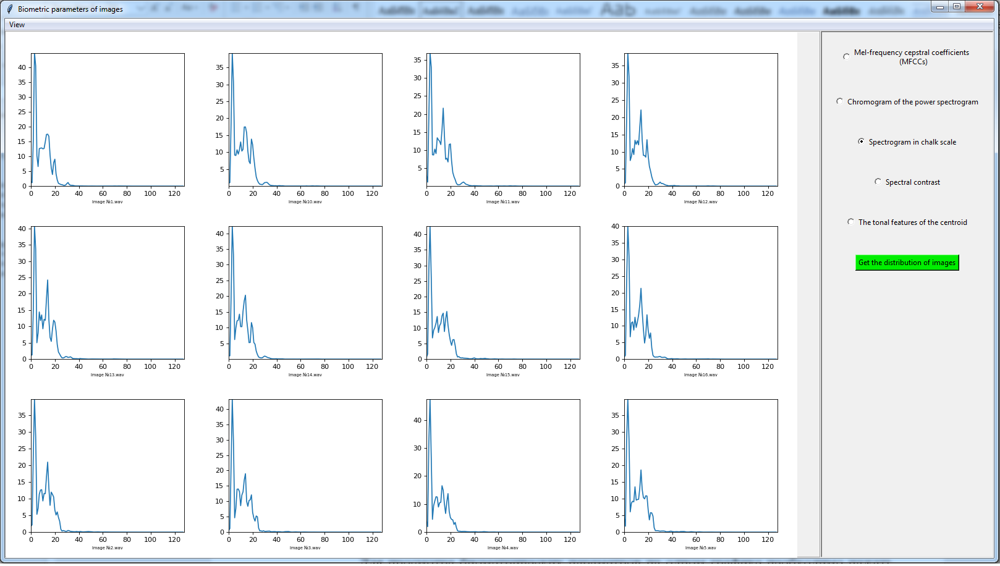 Biometric parameters of images
View
40
35
30
25
20
15
10
5
0
0 20 40 60 80 100 120
Image №1.wav
35
30
25
20
15
10
5
0 20 40 60 80 100 120
Image №10.wav
35
30
25
20
15
10
5
0 20 40 60 80 100 120
Image №11.wav
35
30
25
20
15
10
5
0
0 20 40 60 80 100 120
Image №12.wav
40
35
30
25
20
15
10
5
0
0 20 40 60 80 100 120
Image №13.wav
40
35
30
25
20
15
10
5
0 20 40 60 80 100 120
Image №14.wav
40
35
30
25
20
15
10
5
0
0 20 40 60 80 100 120
Image №15.wav
40
35
30
25
20
15
10
5
0
0 20 40 60 80 100 120
Image №16.wav
35
30
25
20
15
10
5
0
0 20 40 60 80 100 120
Image №2.wav
40
35
30
25
20
15
10
5
0
0 20 40 60 80 100 120
Image №3.wav
40
30
20
10
0
0 20 40 60 80 100 120
Image №4.wav
35
30
25
20
15
10
5
0
0 20 40 60 80 100 120
Image №5.wav
Mel-frequency cepstral coefficients
(MFCCs)
Chromogram of the power spectrogram
Spectrogram in chalk scale
Spectral contrast
The tonal features of the centroid
Get the distribution of images